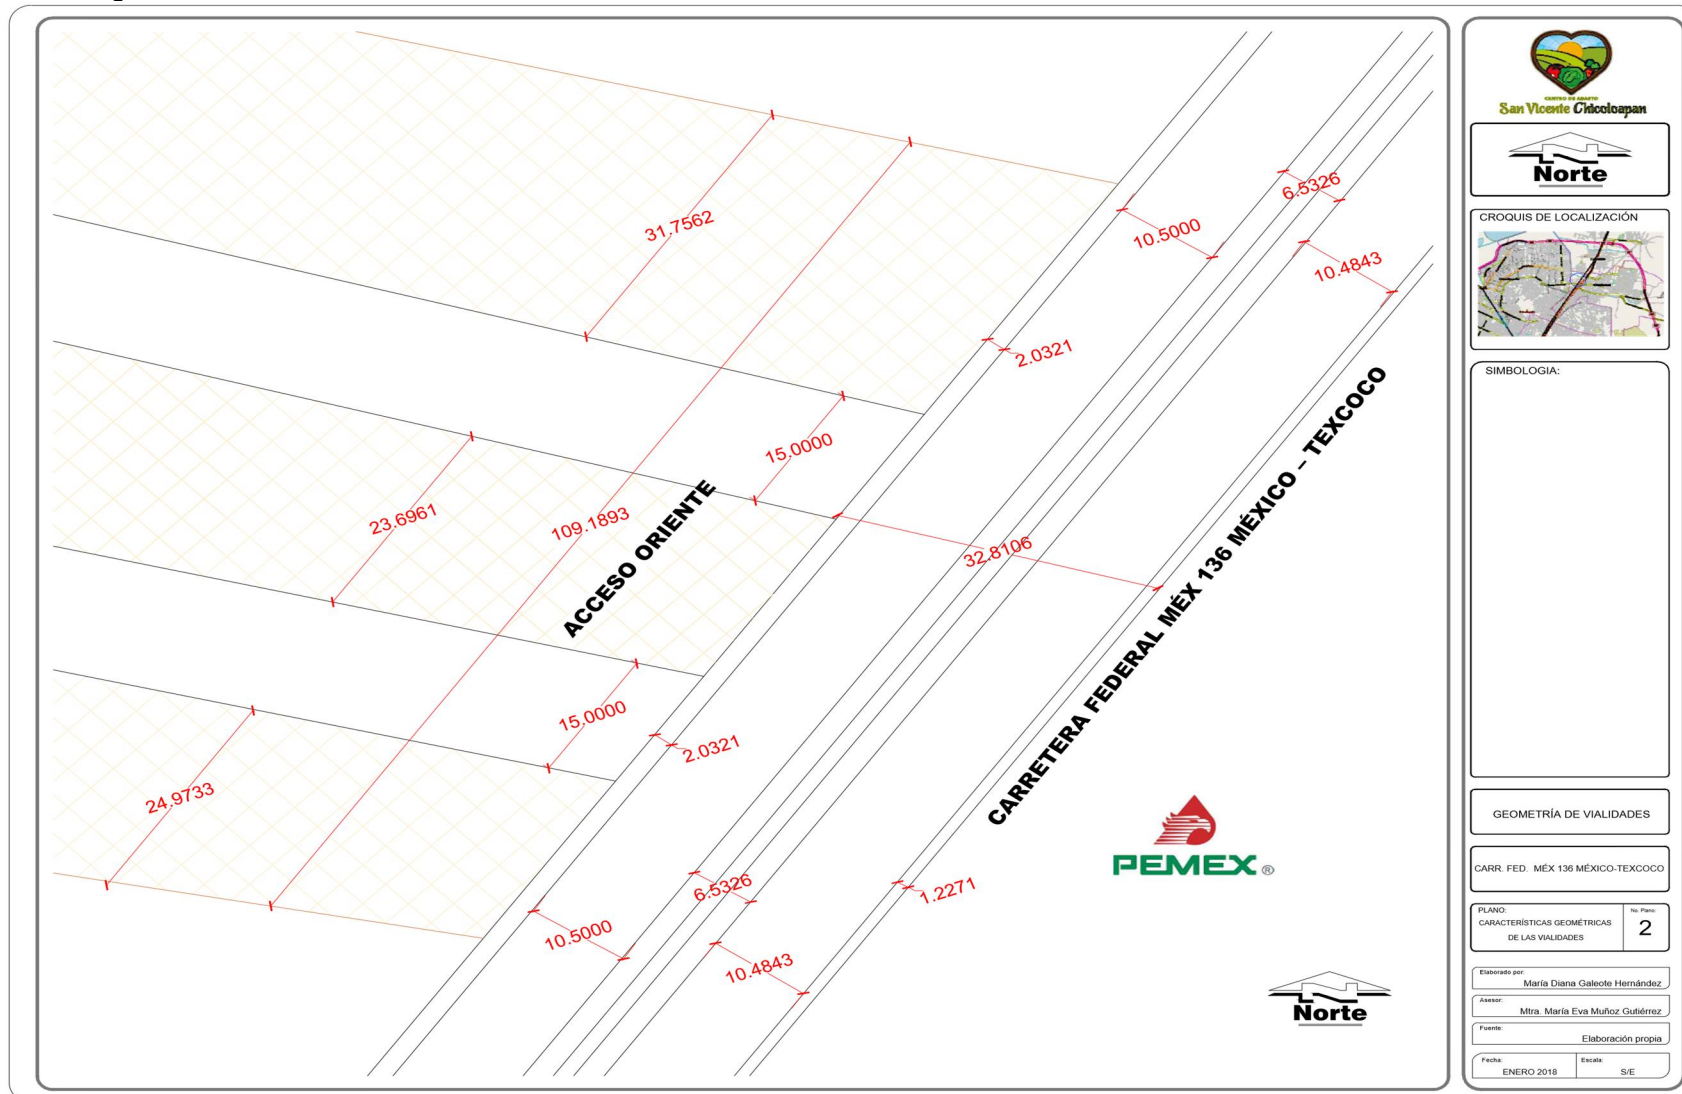 31.7562
6.5326
10.5000
10.4843
2.0321
15.0000
23.6961
109.1893
ACCESO ORIENTE
32.8106
CARRETERA FEDERAL MÉX 136 MÉXICO - TEXCOCO
15.0000
2.0321
24.9733
6.5326
1.2271
10.5000
10.4843
PEMEX ®
Norte
CENTRO DE ABASTO
San Vicente Chicoloapan
Norte
CROQUIS DE LOCALIZACIÓN
SIMBOLOGIA:
GEOMETRÍA DE VIALIDADES
CARR. FED. MÉX 136 MÉXICO-TEXCOCO
PLANO:
CARACTERÍSTICAS GEOMÉTRICAS
DE LAS VIALIDADES
No. Plano:
2
Elaborado por:
María Diana Galeote Hernández
Asesor:
Mtra. María Eva Muñoz Gutiérrez
Fuente:
Elaboración propia
Fecha:
ENERO 2018
Escala:
S/E